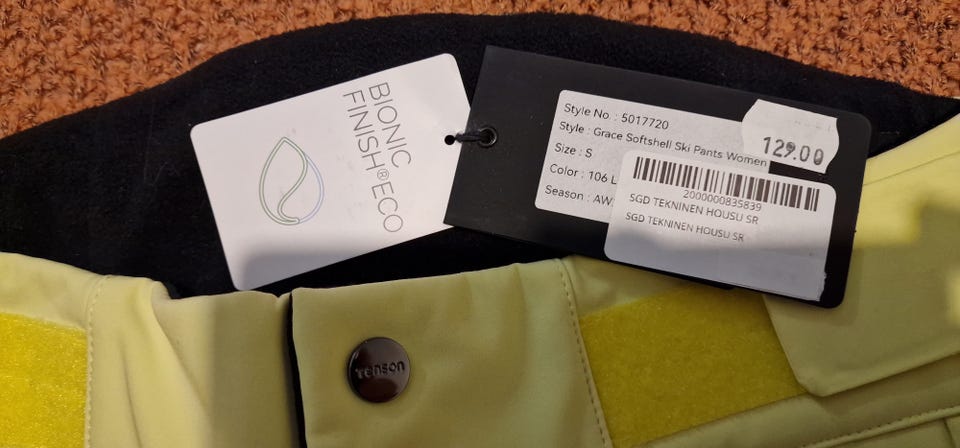 BIONIC
FINISH®ECO
Style No. : 5017720
Style : Grace Softshell Ski Pants Women
Size : S
Color : 106 L
Season : AW
129.00
2000000835839
SGD TEKNINEN HOUSU SR
SGD TEKNINEN HOUSU SR
Tenson